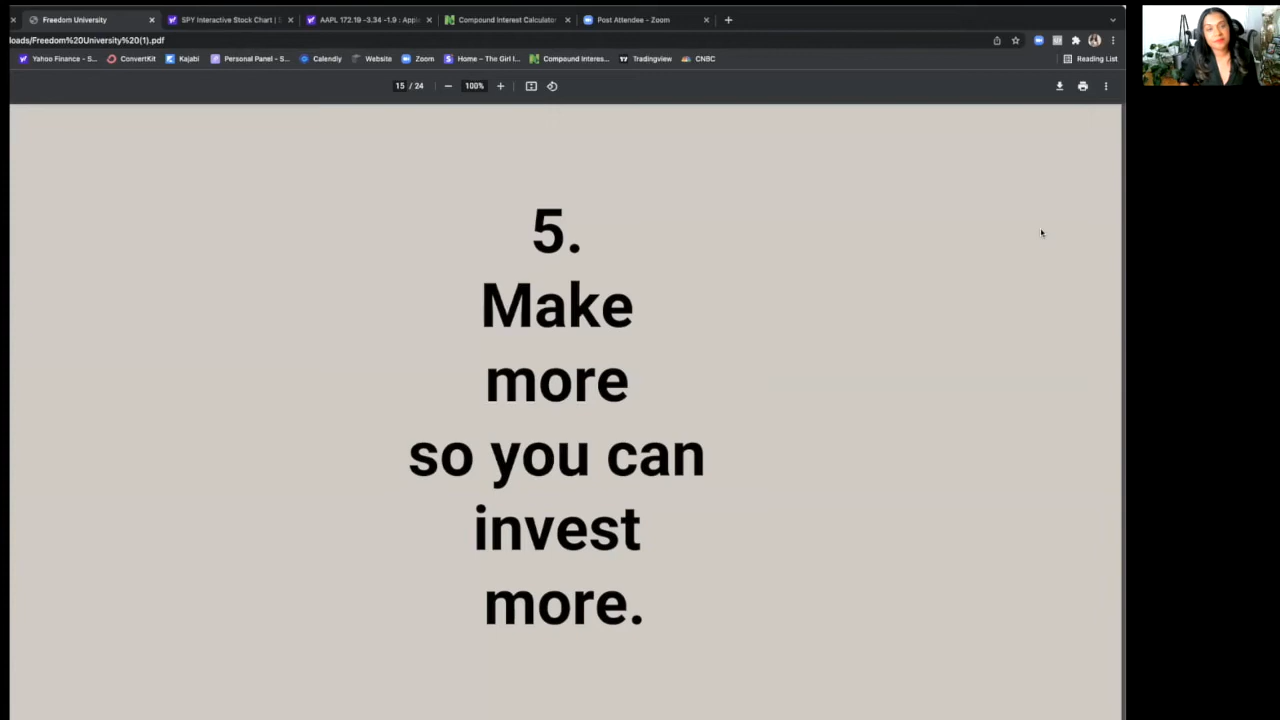 Freedom University
SPY Interactive Stock Chart |
AAPL 172.19 -3.34 -1.9 : Apple
Compound Interest Calculator
Post Attendee - Zoom
loads/Freedom%20University%20(1).pdf
Yahoo Finance - S...
ConvertKit
Kajabi
Personal Panel - S...
Calendly
Website
Zoom
Home – The Girl I...
Compound Interes...
Tradingview
CNBC
Reading List
15 / 24
100%
5.
Make
more
so you can
invest
more.